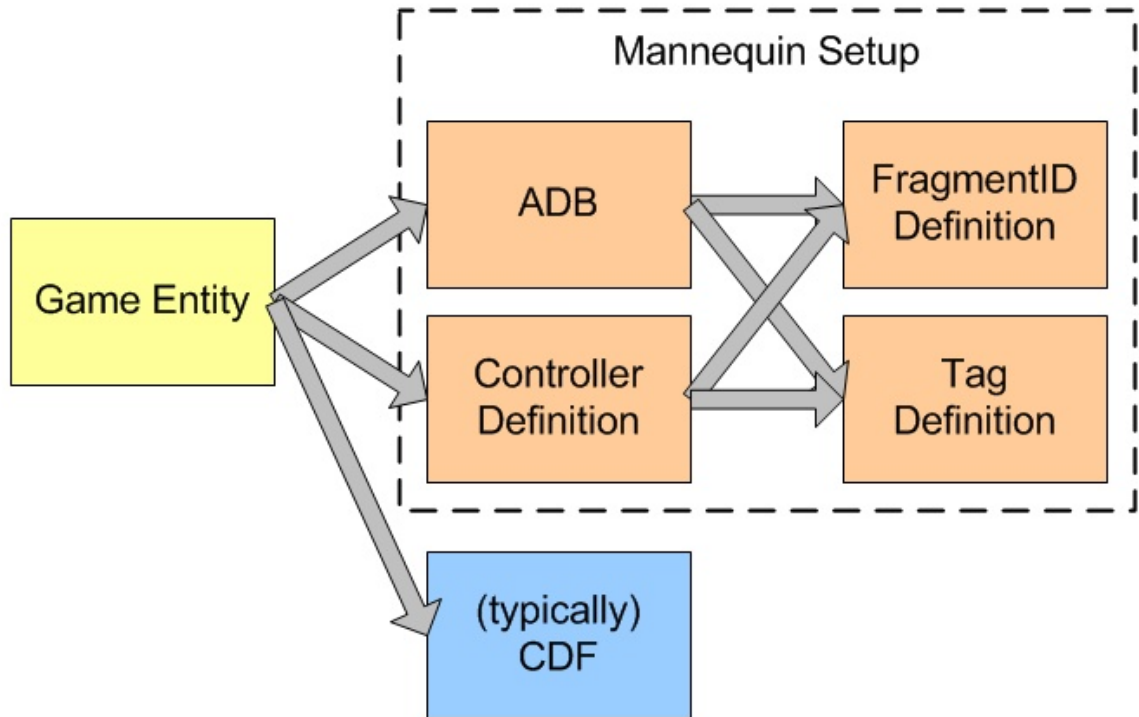 Mannequin Setup
ADB
FragmentID
Definition
Game Entity
Controller
Definition
Tag
Definition
(typically)
CDF